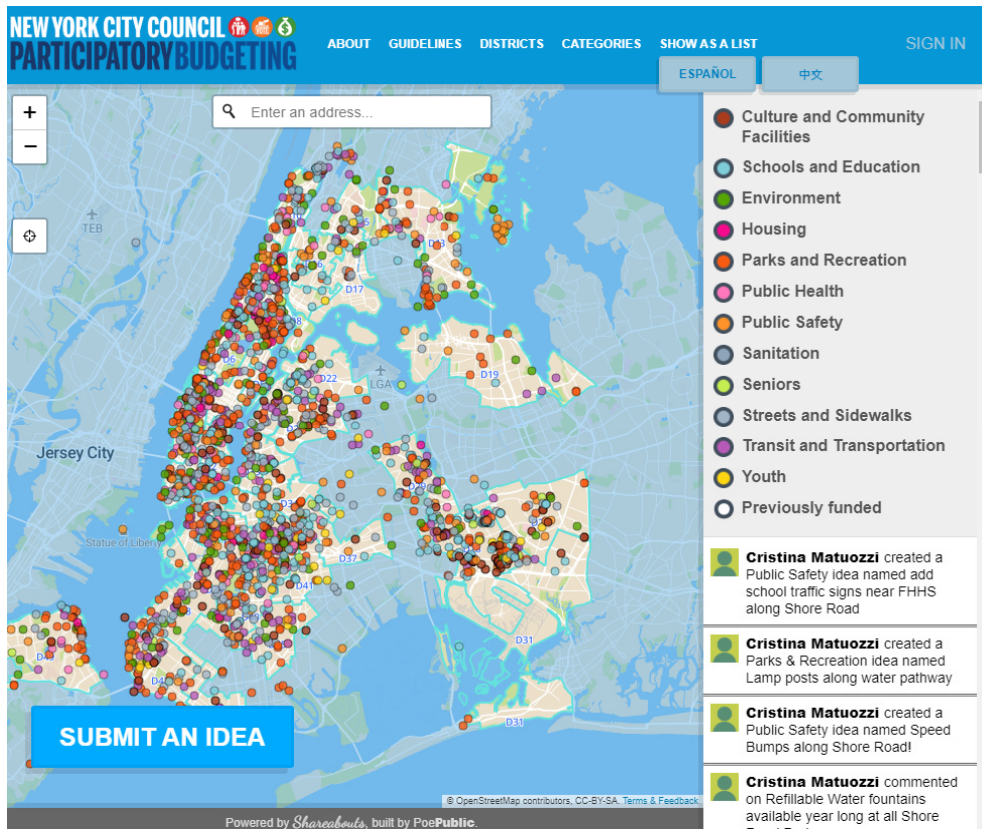 NEW YORK CITY COUNCIL
PARTICIPATORY BUDGETING
ABOUT GUIDELINES DISTRICTS CATEGORIES SHOW AS A LIST
SIGN IN
ESPAÑOL 中文
+
−
Enter an address...
TEB
D13
D17
D6
D22
LGA
D19
Jersey City
Statue of Liberty
D37
D41
D31
D31
SUBMIT AN IDEA
© OpenStreetMap contributors, CC-BY-SA. Terms & Feedback
Powered by Shareabouts, built by PoePublic.
Culture and Community
Facilities
Schools and Education
Environment
Housing
Parks and Recreation
Public Health
Public Safety
Sanitation
Seniors
Streets and Sidewalks
Transit and Transportation
Youth
Previously funded
Cristina Matuozzi created a
Public Safety idea named add
school traffic signs near FHHS
along Shore Road
Cristina Matuozzi created a
Parks & Recreation idea named
Lamp posts along water pathway
Cristina Matuozzi created a
Public Safety idea named Speed
Bumps along Shore Road!
Cristina Matuozzi commented
on Refillable Water fountains
available year long at all Shore